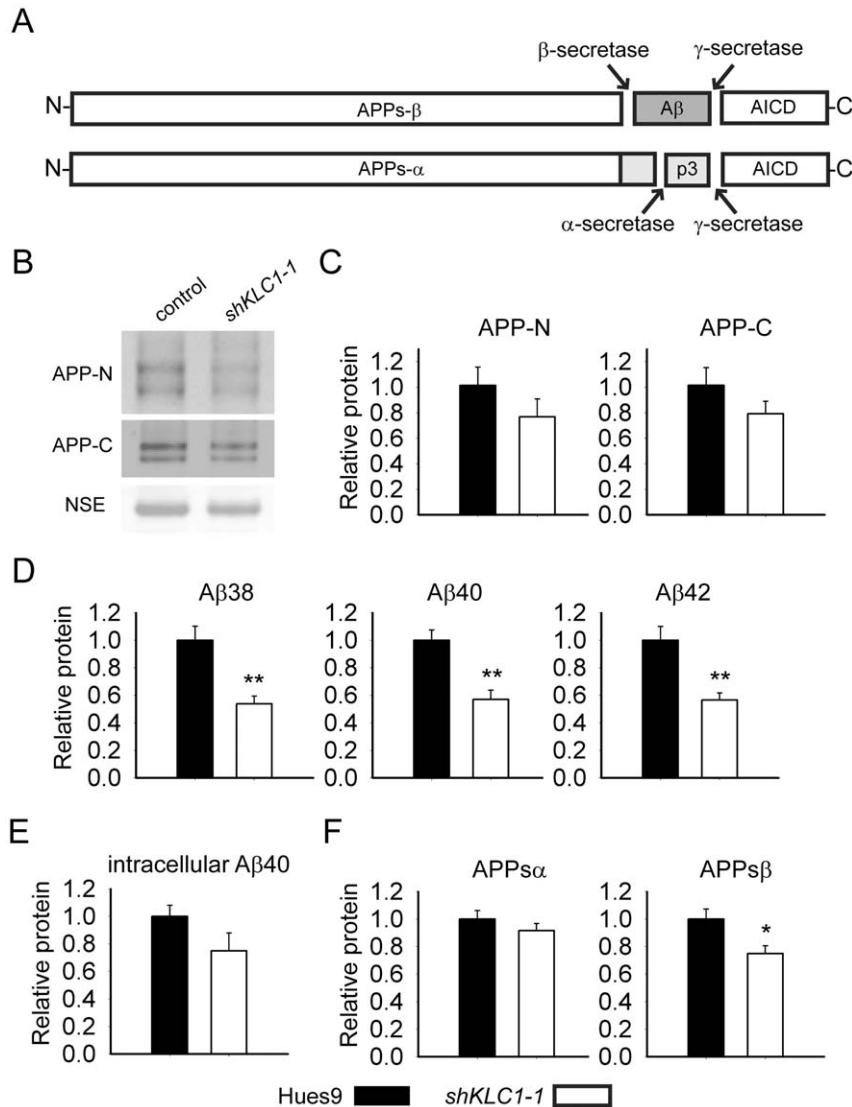 A
β-secretase γ-secretase
N- APPs-β Aβ AICD -C
N- APPs-α p3 AICD -C
α-secretase γ-secretase
B
control shKLC1-1
APP-N
APP-C
NSE
C
APP-N APP-C
Relative protein
1.2 1.2
1.0 1.0
0.8 0.8
0.6 0.6
0.4 0.4
0.2 0.2
0.0 0.0
D
Aβ38 Aβ40 Aβ42
Relative protein
1.2 1.2 1.2
1.0 1.0 1.0
0.8 0.8 0.8
** ** **
0.6 0.6 0.6
0.4 0.4 0.4
0.2 0.2 0.2
0.0 0.0 0.0
E
intracellular Aβ40
Relative protein
1.2
1.0
0.8
0.6
0.4
0.2
0.0
F
APPsα APPsβ
Relative protein
1.2 1.2
1.0 1.0
*
0.8 0.8
0.6 0.6
0.4 0.4
0.2 0.2
0.0 0.0
Hues9 shKLC1-1